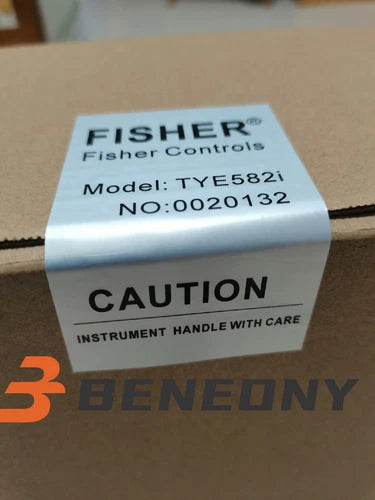 FISHER®
Fisher Controls
Model: TYE582i
NO:0020132
CAUTION
INSTRUMENT HANDLE WITH CARE
BENEONY